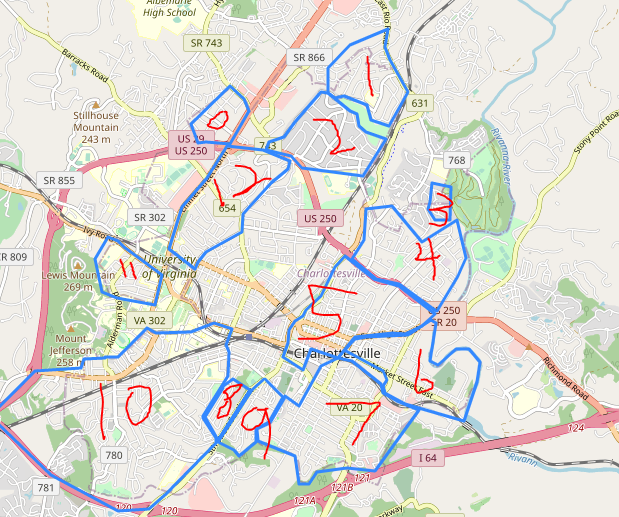 Albemarle
High School
SR 743
East Rio Road
SR 866
Barracks Road
1
631
Stillhouse
Mountain
243 m
0
US 29
US 250
743
2
Stony Point Road
Rivanna River
768
SR 855
12
Emmet Street North
654
SR 302
3
US 250
Ivy Road
4
SR 809
University
of Virginia
11
Lewis Mountain
269 m
Charlottesville
Alderman Road
5
US 250
SR 20
VA 302
Mount
Jefferson
258 m
Charlottesville
6
Market Street East
Richmond Road
10
8
9
VA 20
7
124
780
I 64
Rivanna
781
121
121B
121A
120
120